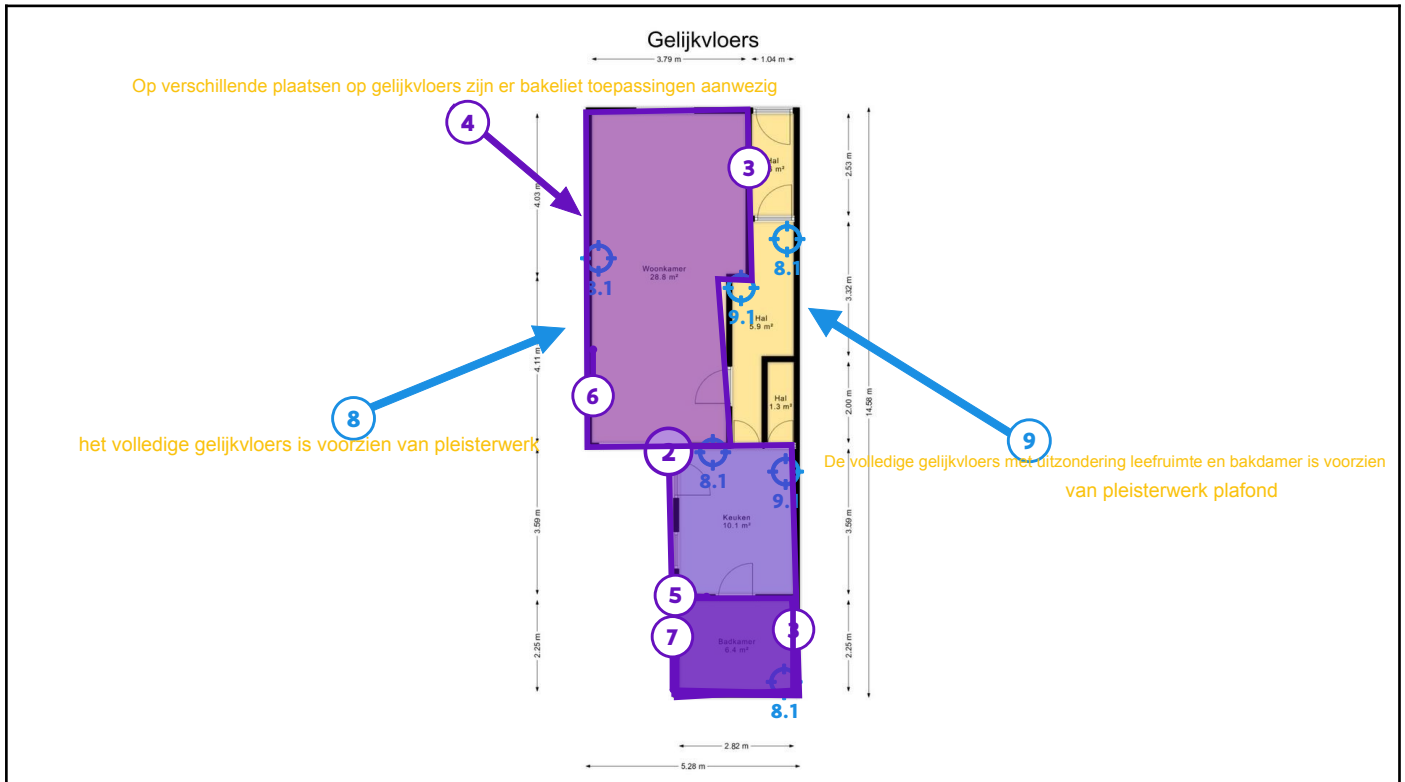 Gelijkvloers
3.79 m
1.04 m
Op verschillende plaatsen op gelijkvloers zijn er bakeliet toepassingen aanwezig
4
3
Hal
m²
2.53 m
4.03 m
8.1
Woonkamer
28.8 m²
3.32 m
9.1
Hal
5.9 m²
4.11 m
6
Hal
1.3 m²
2.00 m
14.58 m
8
9
het volledige gelijkvloers is voorzien van pleisterwerk
De volledige gelijkvloers met uitzondering leefruimte en bakdamer is voorzien
van pleisterwerk plafond
2
8.1
Keuken
10.1 m²
3.59 m
3.59 m
5
7
3
Badkamer
6.4 m²
2.25 m
2.25 m
8.1
2.82 m
5.28 m